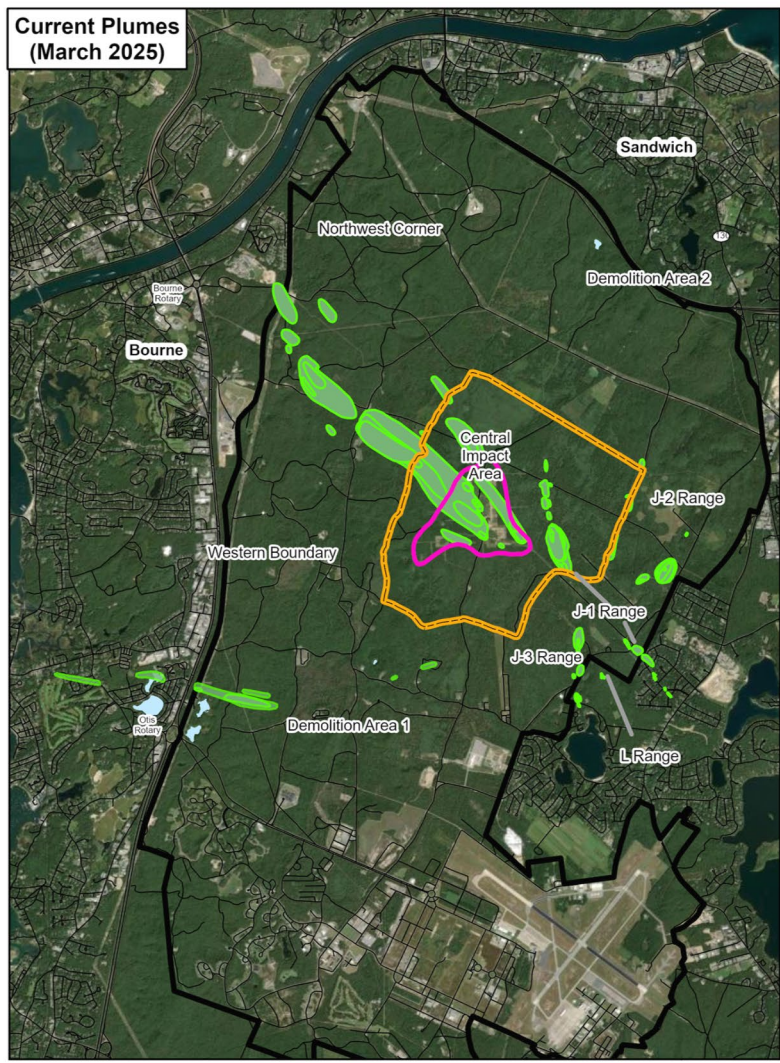 Current Plumes
(March 2025)
Sandwich
130
Northwest Corner
Demolition Area 2
Bourne
Rotary
Bourne
Central
Impact
Area
J-2 Range
Western Boundary
J-1 Range
J-3 Range
Otis
Rotary
Demolition Area 1
L Range